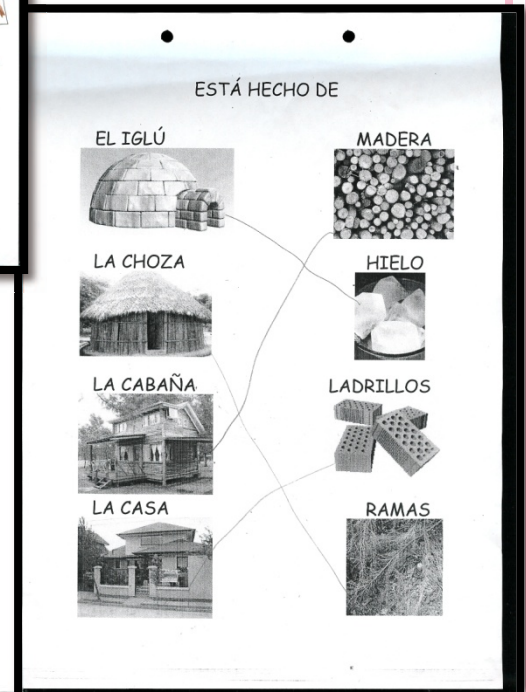 ESTÁ HECHO DE
EL IGLÚ
MADERA
LA CHOZA
HIELO
LA CABAÑA
LADRILLOS
LA CASA
RAMAS